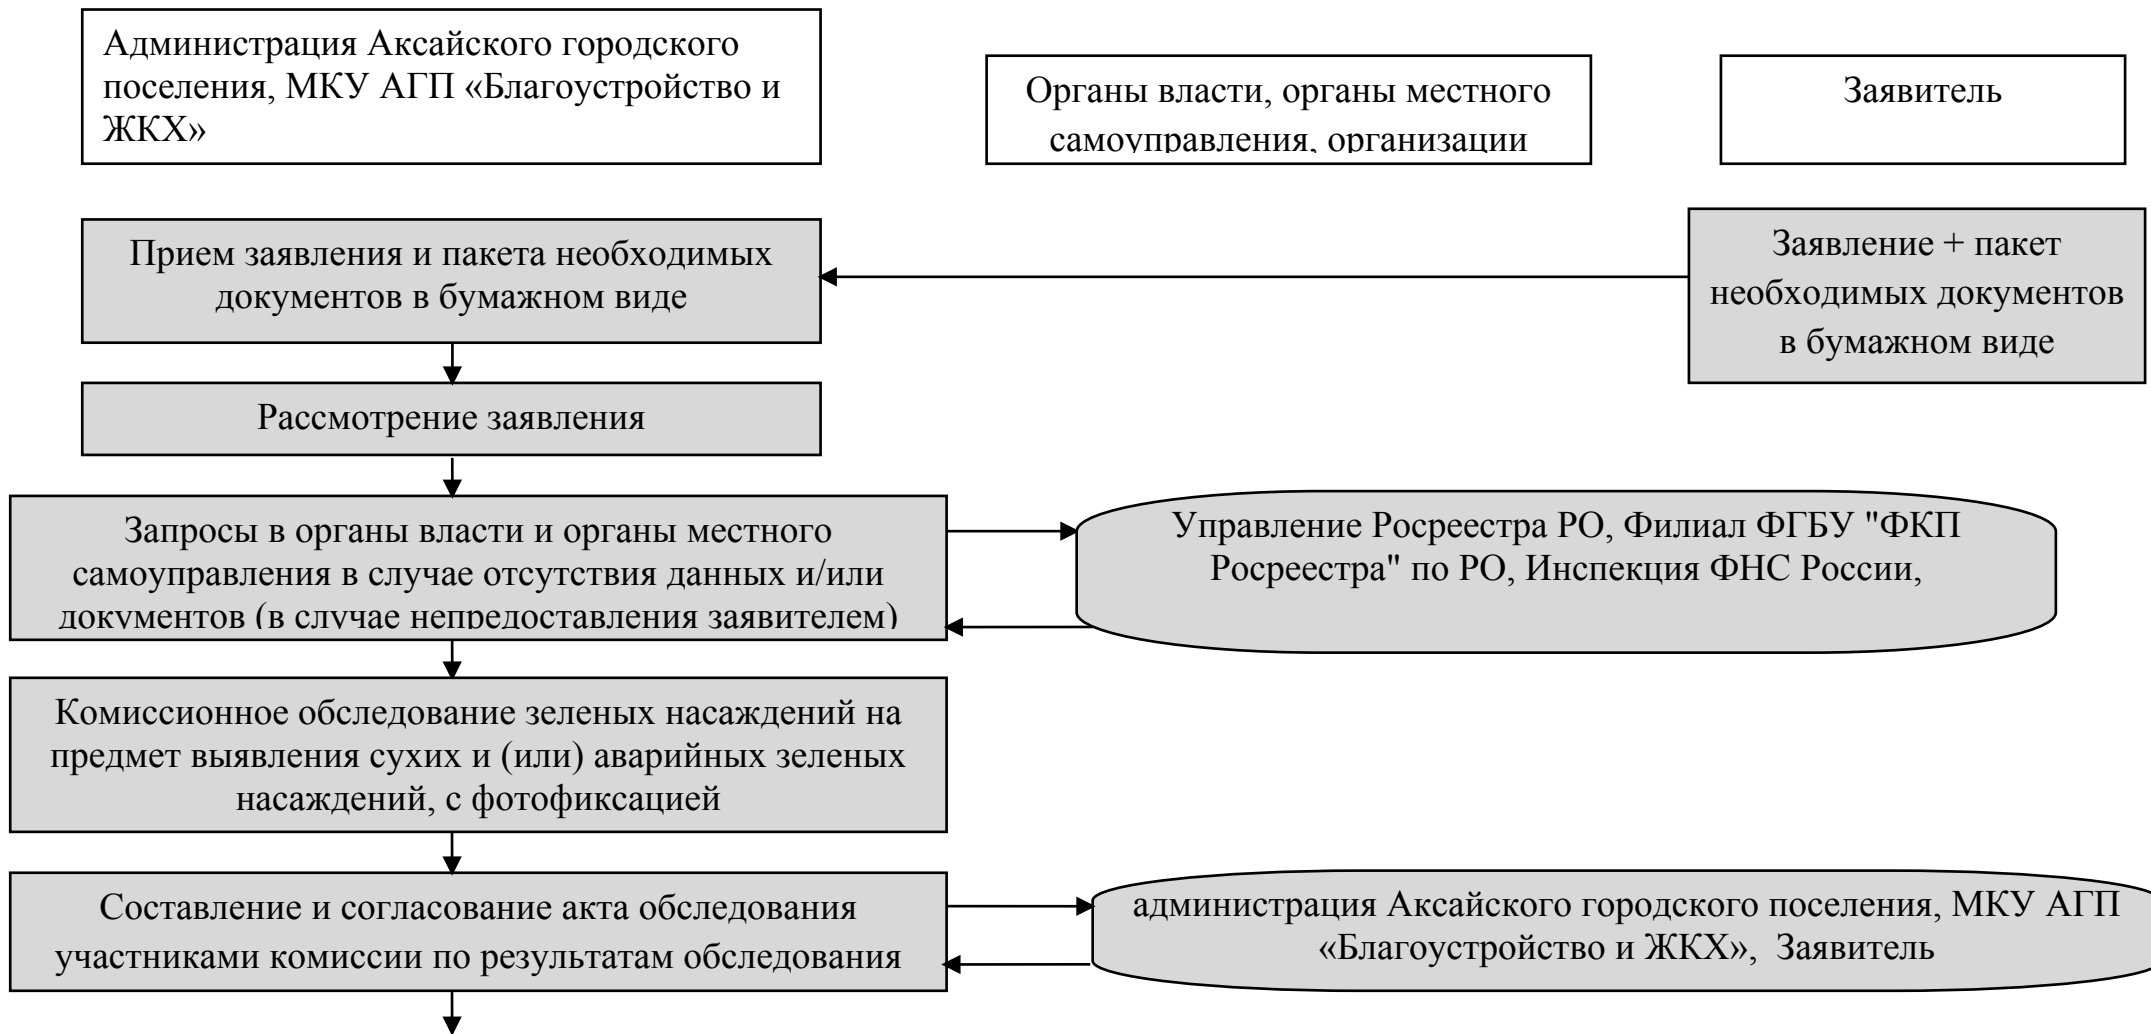 Администрация Аксайского городского
поселения, МКУ АГП «Благоустройство и
ЖКХ»
Органы власти, органы местного
самоуправления, организации
Заявитель
Прием заявления и пакета необходимых
документов в бумажном виде
Заявление + пакет
необходимых документов
в бумажном виде
Рассмотрение заявления
Запросы в органы власти и органы местного
самоуправления в случае отсутствия данных и/или
документов (в случае непредоставления заявителем)
Управление Росреестра РО, Филиал ФГБУ "ФКП
Росреестра" по РО, Инспекция ФНС России,
Комиссионное обследование зеленых насаждений на
предмет выявления сухих и (или) аварийных зеленых
насаждений, с фотофиксацией
Составление и согласование акта обследования
участниками комиссии по результатам обследования
администрация Аксайского городского поселения, МКУ АГП
«Благоустройство и ЖКХ»,  Заявитель